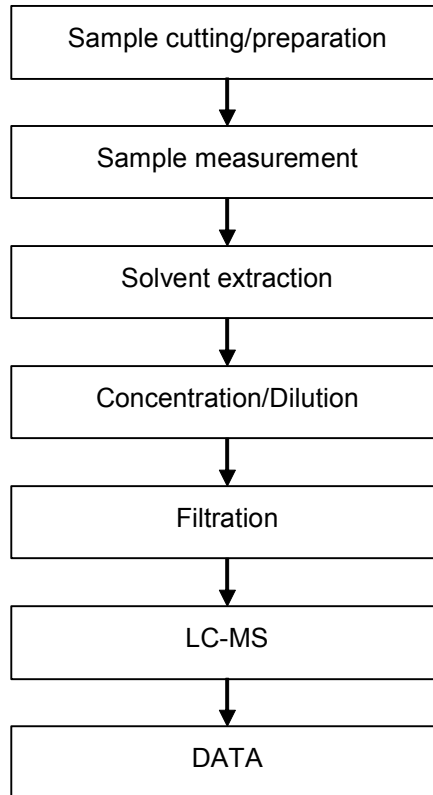 Sample cutting/preparation
Sample measurement
Solvent extraction
Concentration/Dilution
Filtration
LC-MS
DATA